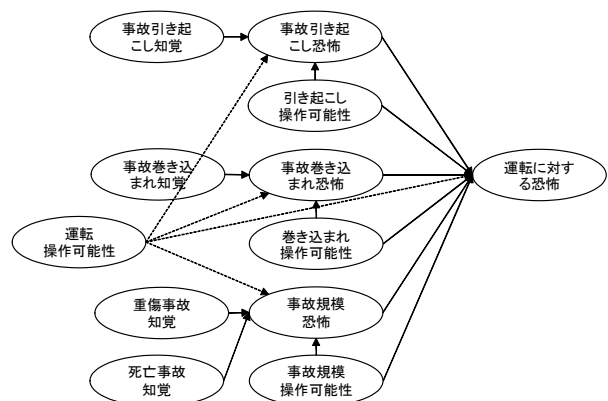 事故引き起
こし知覚
事故引き起
こし恐怖
引き起こし
操作可能性
事故巻き込
まれ知覚
事故巻き込
まれ恐怖
運転に対す
る恐怖
運転
操作可能性
巻き込まれ
操作可能性
重傷事故
知覚
事故規模
恐怖
死亡事故
知覚
事故規模
操作可能性